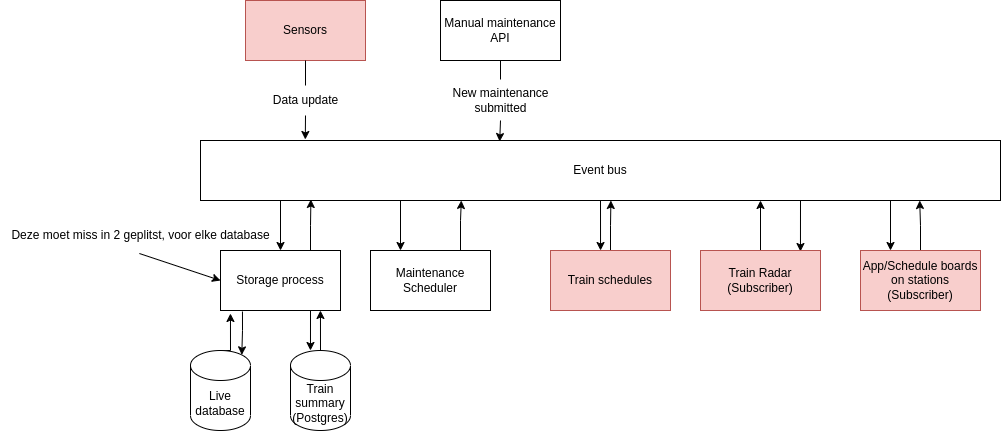 Sensors
Manual maintenance
API
Data update
New maintenance
submitted
Event bus
Deze moet miss in 2 geplitst, voor elke database
Storage process
Maintenance
Scheduler
Train schedules
Train Radar
(Subscriber)
App/Schedule boards
on stations
(Subscriber)
Live
database
Train
summary
(Postgres)